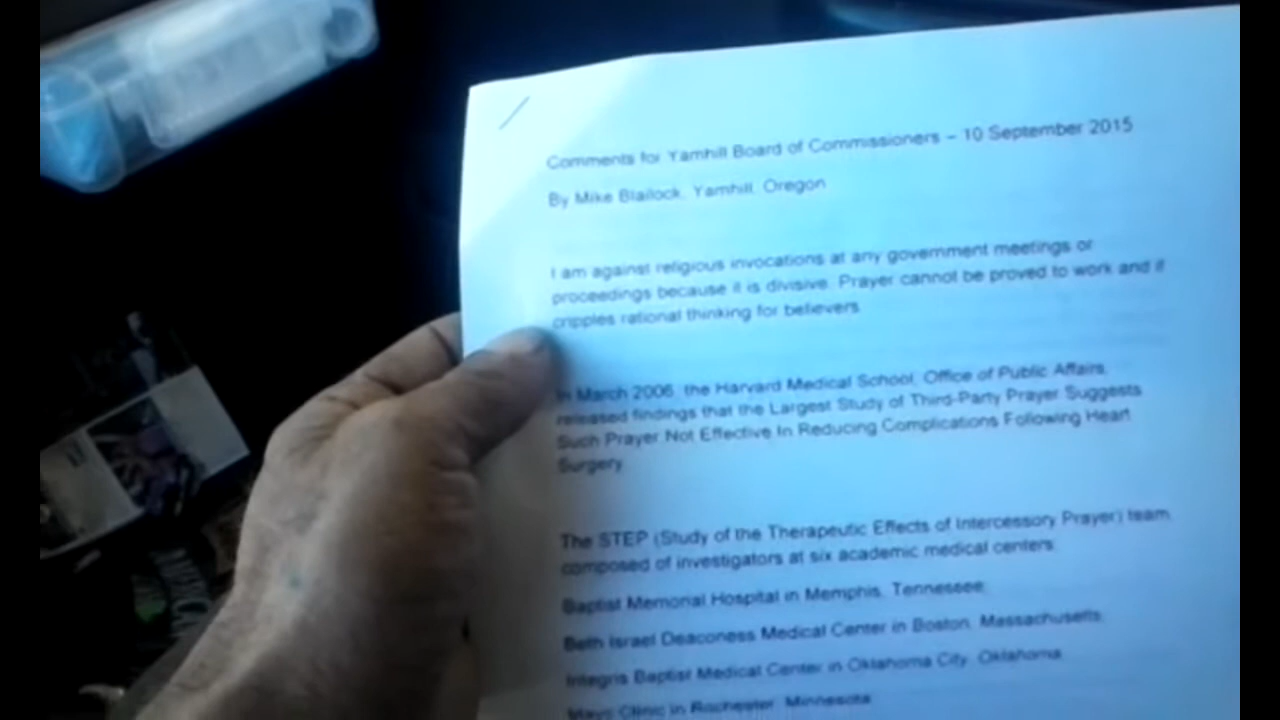 Comments for Yamhill Board of Commissioners – 10 September 2015
By Mike Blailock, Yamhill, Oregon
I am against religious invocations at any government meetings or
proceedings because it is divisive. Prayer cannot be proved to work and it
cripples rational thinking for believers.
In March 2006, the Harvard Medical School, Office of Public Affairs,
released findings that the Largest Study of Third-Party Prayer Suggests
Such Prayer Not Effective In Reducing Complications Following Heart
Surgery.
The STEP (Study of the Therapeutic Effects of Intercessory Prayer) team
composed of investigators at six academic medical centers:
Baptist Memorial Hospital in Memphis, Tennessee;
Beth Israel Deaconess Medical Center in Boston, Massachusetts;
Integris Baptist Medical Center in Oklahoma City, Oklahoma;
Mayo Clinic in Rochester, Minnesota;